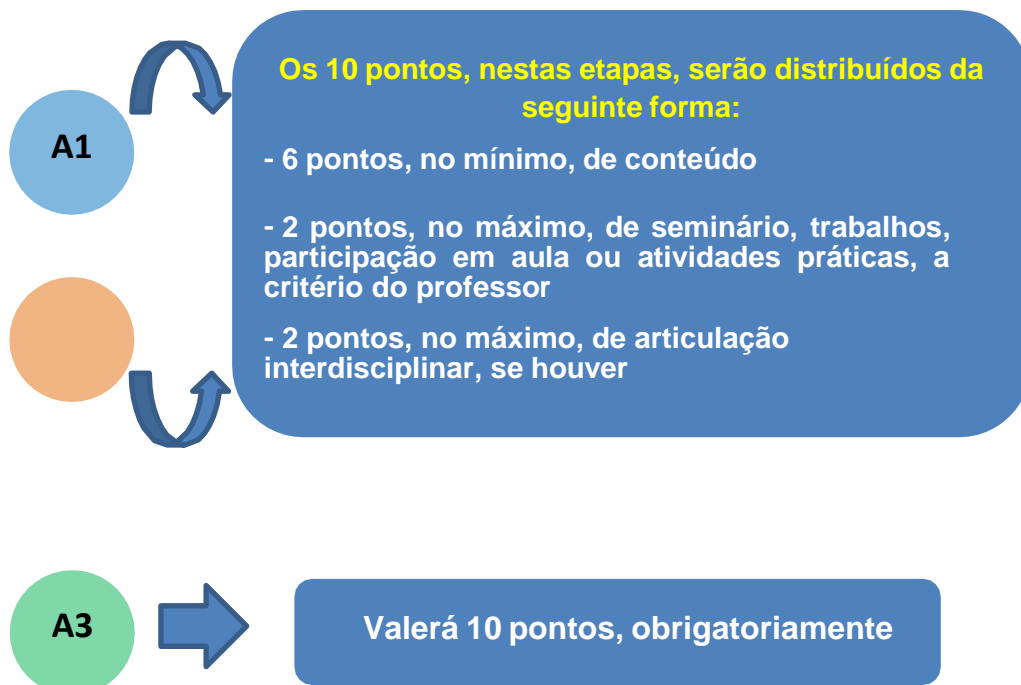 A1
Os 10 pontos, nestas etapas, serão distribuídos da
seguinte forma:
- 6 pontos, no mínimo, de conteúdo
- 2 pontos, no máximo, de seminário, trabalhos,
participação em aula ou atividades práticas, a
critério do professor
- 2 pontos, no máximo, de articulação
interdisciplinar, se houver
A3
Valerá 10 pontos, obrigatoriamente